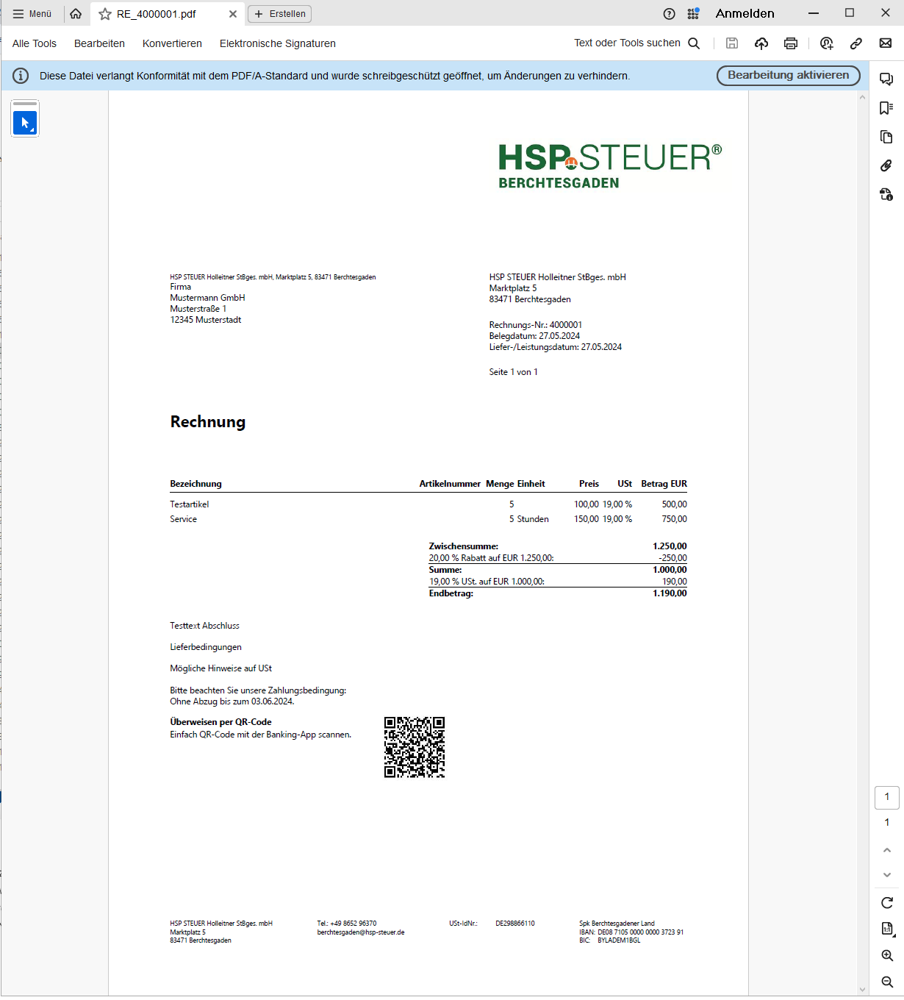 Menü
RE_4000001.pdf
Erstellen
Anmelden
Alle Tools Bearbeiten Konvertieren Elektronische Signaturen
Text oder Tools suchen
Diese Datei verlangt Konformität mit dem PDF/A-Standard und wurde schreibgeschützt geöffnet, um Änderungen zu verhindern.
Bearbeitung aktivieren
HSP STEUER®
BERCHTESGADEN
HSP STEUER Holleitner StBges. mbH, Marktplatz 5, 83471 Berchtesgaden
Firma
Mustermann GmbH
Musterstraße 1
12345 Musterstadt
HSP STEUER Holleitner StBges. mbH
Marktplatz 5
83471 Berchtesgaden
Rechnungs-Nr.: 4000001
Belegdatum: 27.05.2024
Liefer-/Leistungsdatum: 27.05.2024
Seite 1 von 1
Rechnung
Bezeichnung Artikelnummer Menge Einheit Preis USt Betrag EUR
Testartikel 5 100,00 19,00 % 500,00
Service 5 Stunden 150,00 19,00 % 750,00
Zwischensumme: 1.250,00
20,00 % Rabatt auf EUR 1.250,00: -250,00
Summe: 1.000,00
19,00 % USt. auf EUR 1.000,00: 190,00
Endbetrag: 1.190,00
Testtext Abschluss
Lieferbedingungen
Mögliche Hinweise auf USt
Bitte beachten Sie unsere Zahlungsbedingung:
Ohne Abzug bis zum 03.06.2024.
Überweisen per QR-Code
Einfach QR-Code mit der Banking-App scannen.
1
1
HSP STEUER Holleitner StBges. mbH
Marktplatz 5
83471 Berchtesgaden
Tel.: +49 8652 96370
berchtesgaden@hsp-steuer.de
USt-IdNr.: DE298866110
Spk Berchtesgadener Land
IBAN: DE08 7105 0000 0000 3723 91
BIC: BYLADEM1BGL